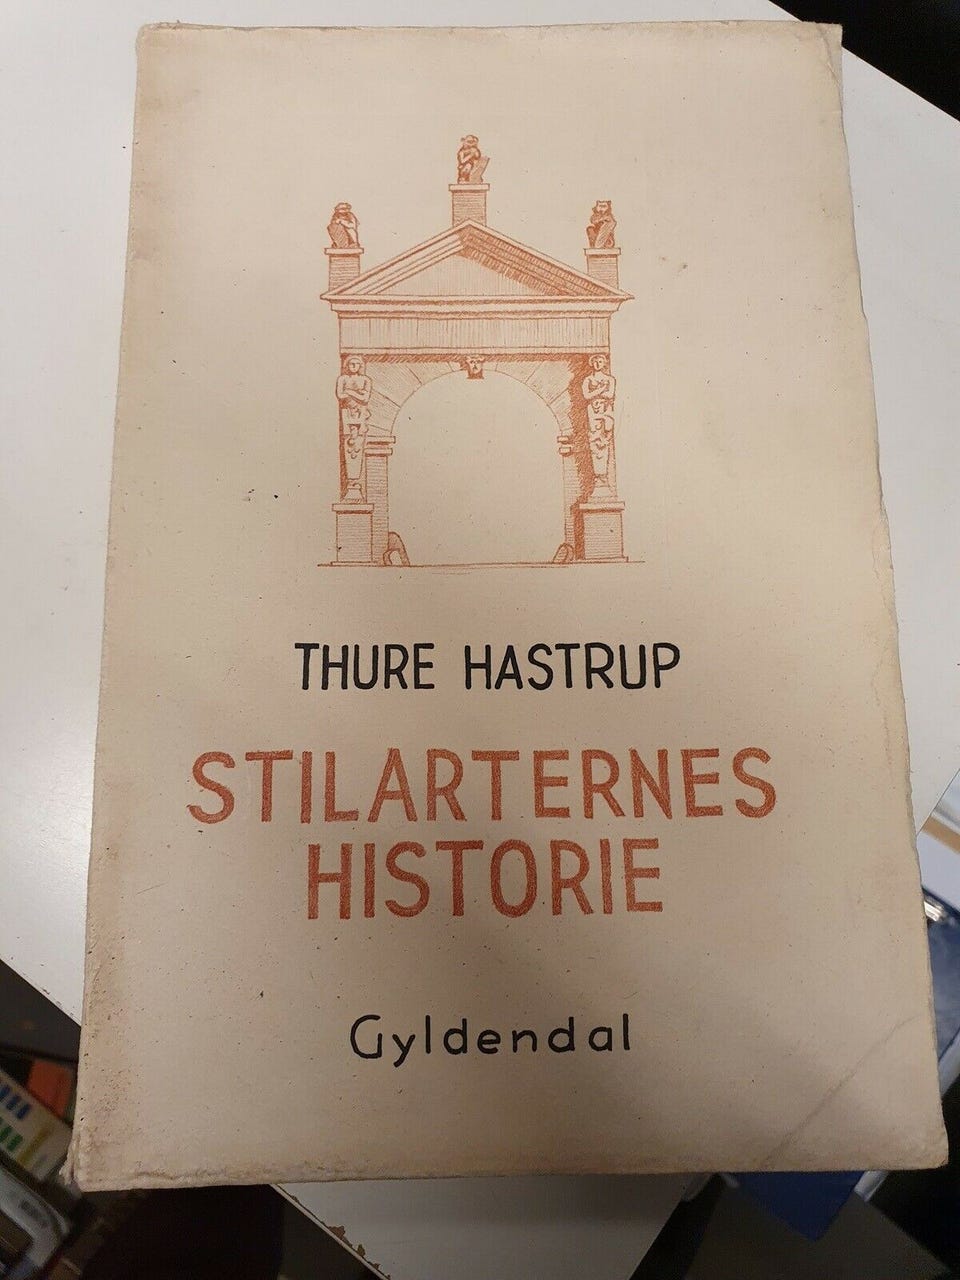 THURE HASTRUP
STILARTERNES
HISTORIE
Gyldendal